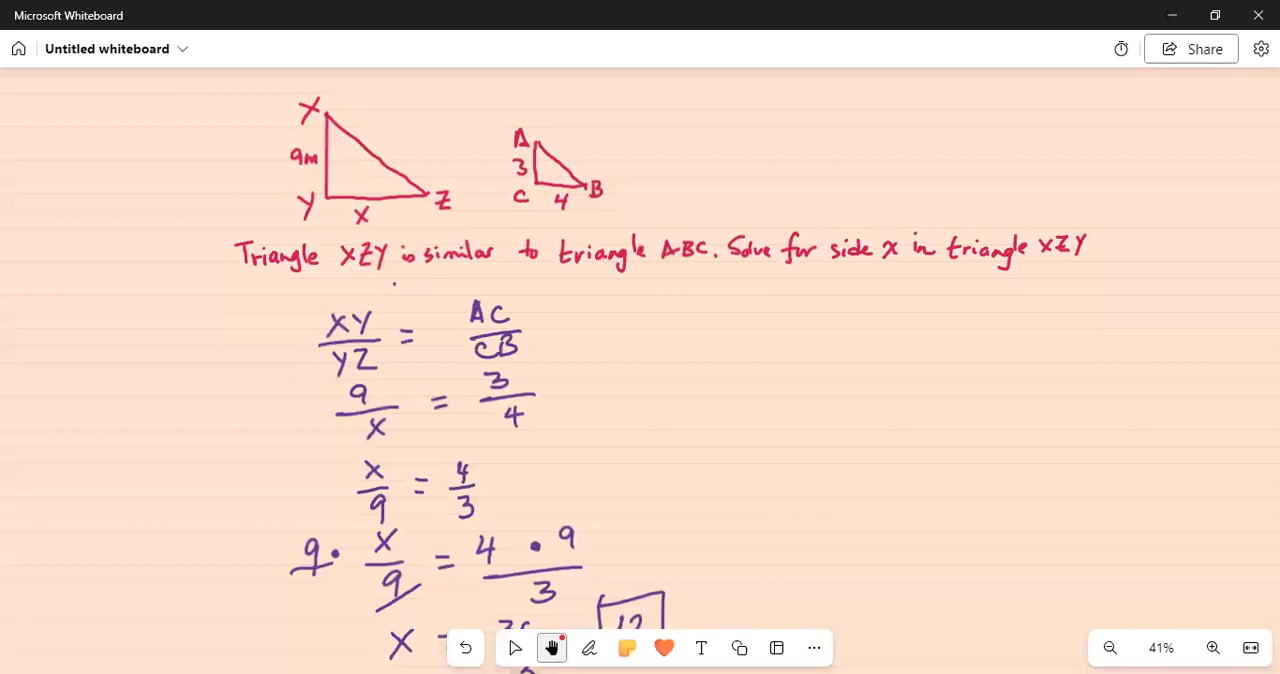 Microsoft Whiteboard
Untitled whiteboard
Share
X
9m
Y
x
Z
A
3
C
4
B
Triangle XZY is similar to triangle ABC. Solve for side x in triangle XZY
XY/YZ = AC/CB
9/x = 3/4
x/9 = 4/3
9 · x/9 = 4 · 9/3
x
12
T
41%